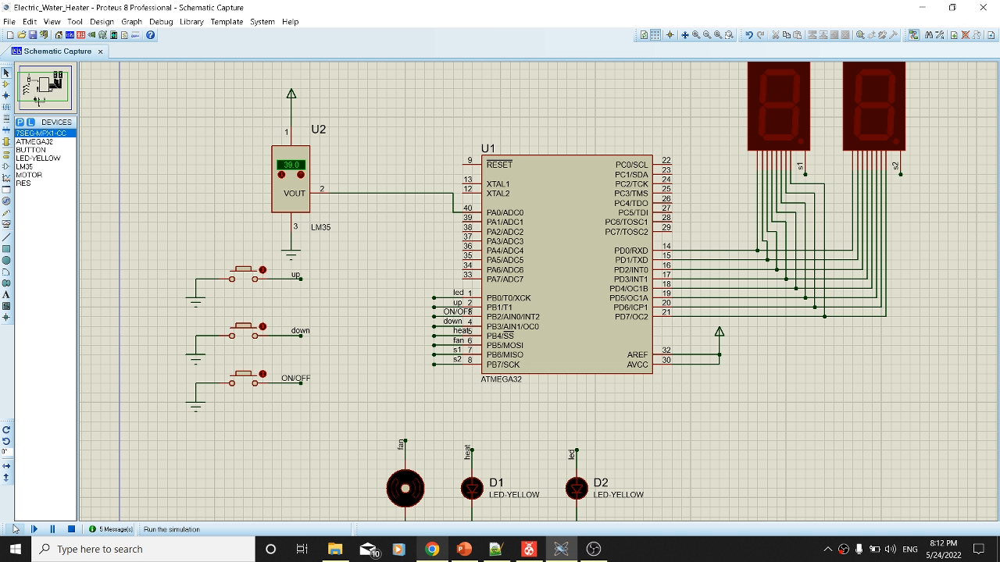 Electric_Water_Heater - Proteus 8 Professional - Schematic Capture
File Edit View Tool Design Graph Debug Library Template System Help
Schematic Capture
P L DEVICES
7SEG-MPX1-CC
ATMEGA32
BUTTON
LED-YELLOW
LM35
MOTOR
RES
0°
1
U2
39.0
VOUT
2
3
LM35
up
down
ON/OFF
U1
9 RESET
13 XTAL1
12 XTAL2
40 PA0/ADC0
39 PA1/ADC1
38 PA2/ADC2
37 PA3/ADC3
36 PA4/ADC4
35 PA5/ADC5
34 PA6/ADC6
33 PA7/ADC7
led 1 PB0/T0/XCK
up 2 PB1/T1
ON/OFF 3 PB2/AIN0/INT2
down 4 PB3/AIN1/OC0
heat 5 PB4/SS
fan 6 PB5/MOSI
s1 7 PB6/MISO
s2 8 PB7/SCK
PC0/SCL 22
PC1/SDA 23
PC2/TCK 24
PC3/TMS 25
PC4/TDO 26
PC5/TDI 27
PC6/TOSC1 28
PC7/TOSC2 29
PD0/RXD 14
PD1/TXD 15
PD2/INT0 16
PD3/INT1 17
PD4/OC1B 18
PD5/OC1A 19
PD6/ICP1 20
PD7/OC2 21
AREF 32
AVCC 30
ATMEGA32
s1
s2
fan
heat
led
D1
LED-YELLOW
D2
LED-YELLOW
5 Message(s) Run the simulation
Type here to search
10
ENG
8:12 PM
5/24/2022